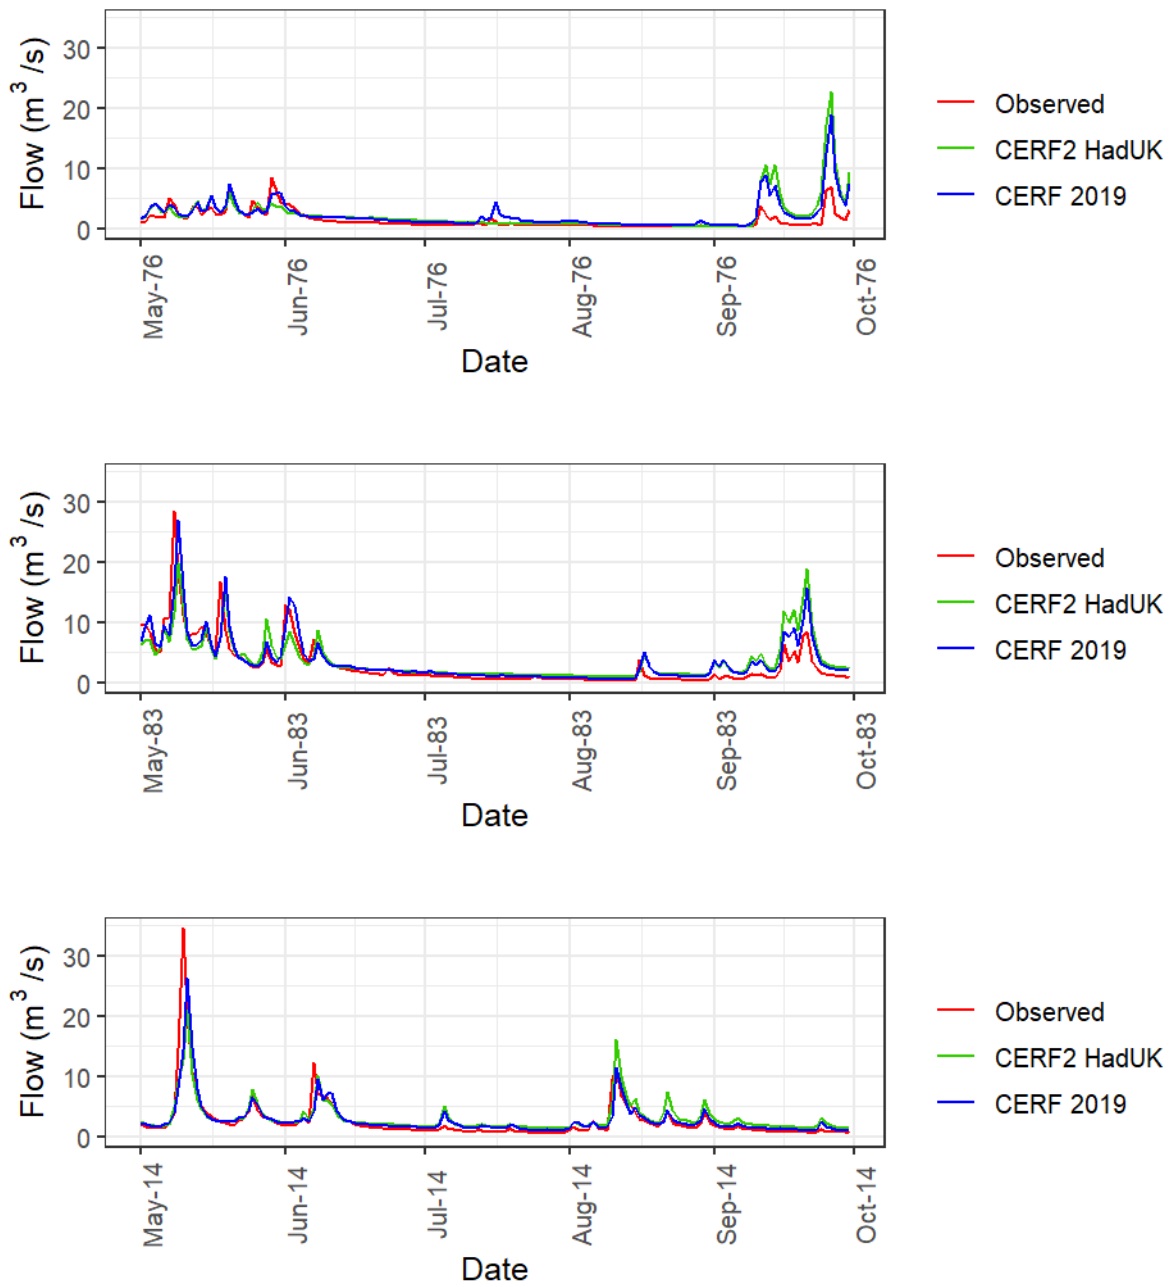 Flow (m³ /s)
30
20
10
0
May-76
Jun-76
Jul-76
Aug-76
Sep-76
Oct-76
Date
Observed
CERF2 HadUK
CERF 2019
Flow (m³ /s)
30
20
10
0
May-83
Jun-83
Jul-83
Aug-83
Sep-83
Oct-83
Date
Observed
CERF2 HadUK
CERF 2019
Flow (m³ /s)
30
20
10
0
May-14
Jun-14
Jul-14
Aug-14
Sep-14
Oct-14
Date
Observed
CERF2 HadUK
CERF 2019